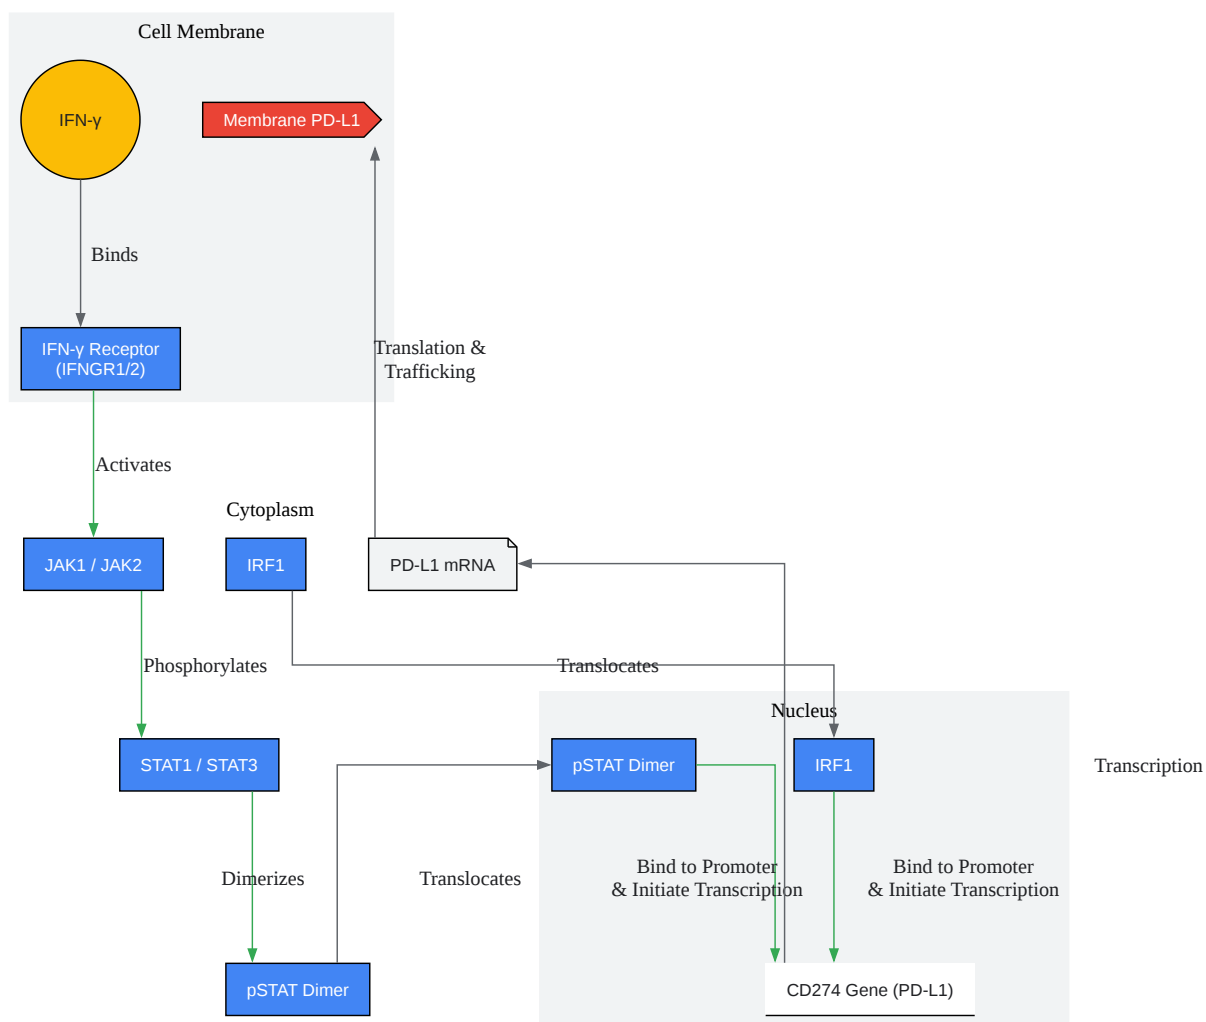 Cell Membrane
IFN-γ
Membrane PD-L1
Binds
IFN-γ Receptor
(IFNGR1/2)
Translation &
Trafficking
Activates
Cytoplasm
JAK1 / JAK2
IRF1
PD-L1 mRNA
Phosphorylates
Translocates
Nucleus
STAT1 / STAT3
pSTAT Dimer
IRF1
Transcription
Dimerizes
Translocates
Bind to Promoter
& Initiate Transcription
Bind to Promoter
& Initiate Transcription
pSTAT Dimer
CD274 Gene (PD-L1)